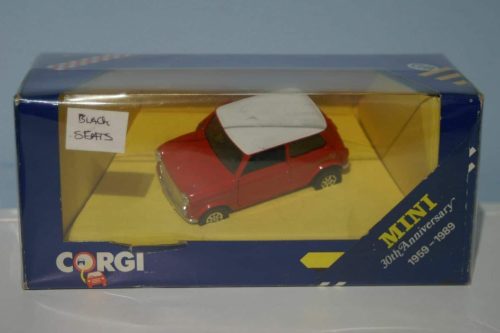 BLACK
SEATS
CORGI
MINI
30th Anniversary
1959-1989